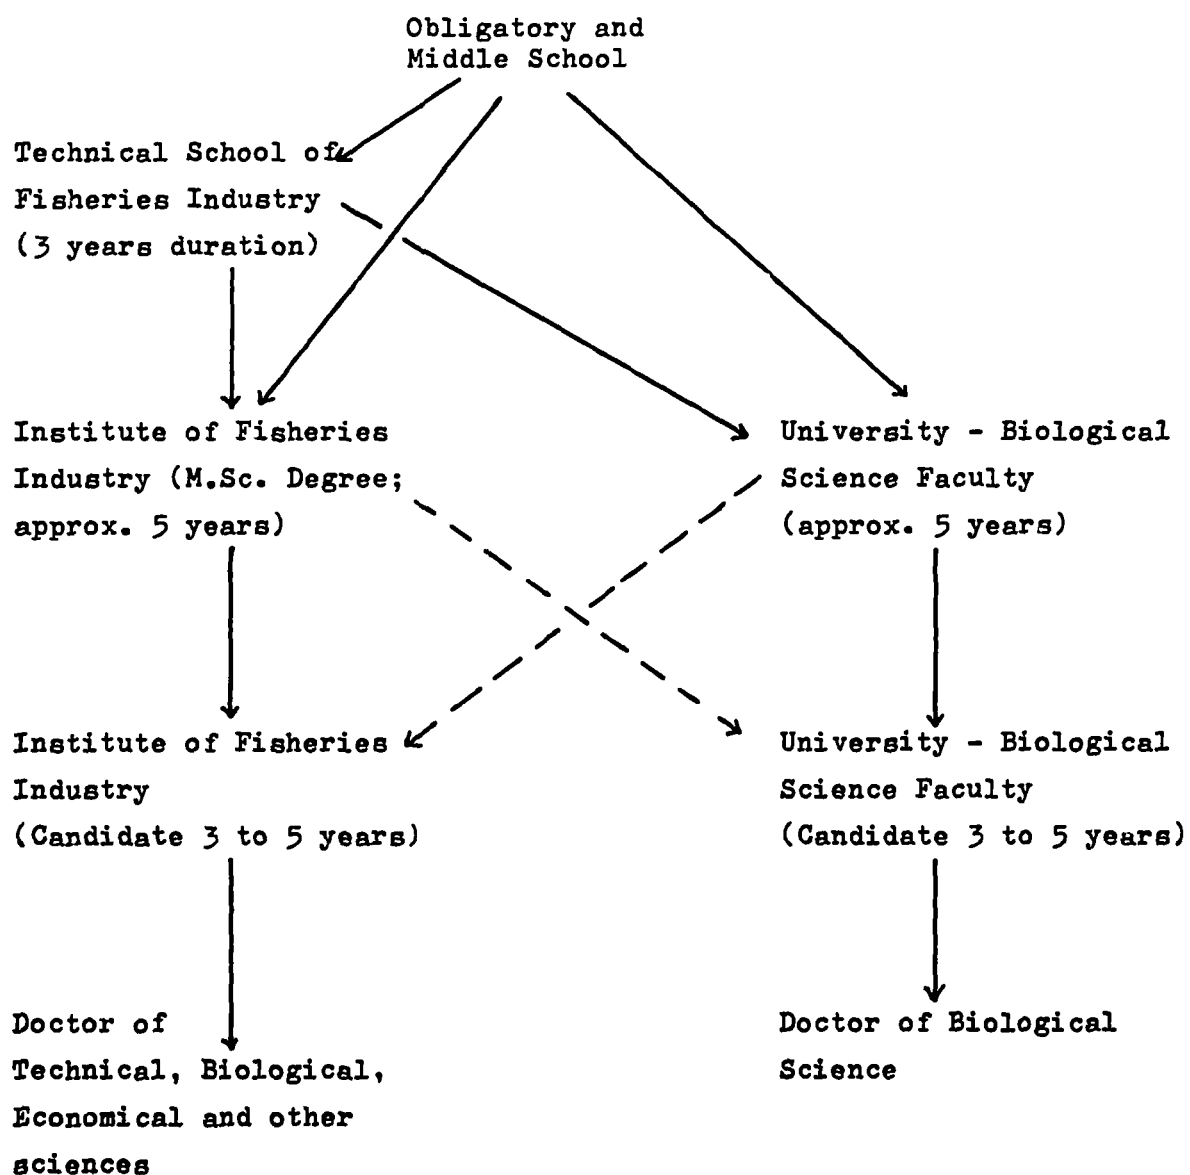 Obligatory and
Middle School
Technical School of
Fisheries Industry
(3 years duration)
Institute of Fisheries
Industry (M.Sc. Degree;
approx. 5 years)
University - Biological
Science Faculty
(approx. 5 years)
Institute of Fisheries
Industry
(Candidate 3 to 5 years)
University - Biological
Science Faculty
(Candidate 3 to 5 years)
Doctor of
Technical, Biological,
Economical and other
sciences
Doctor of Biological
Science